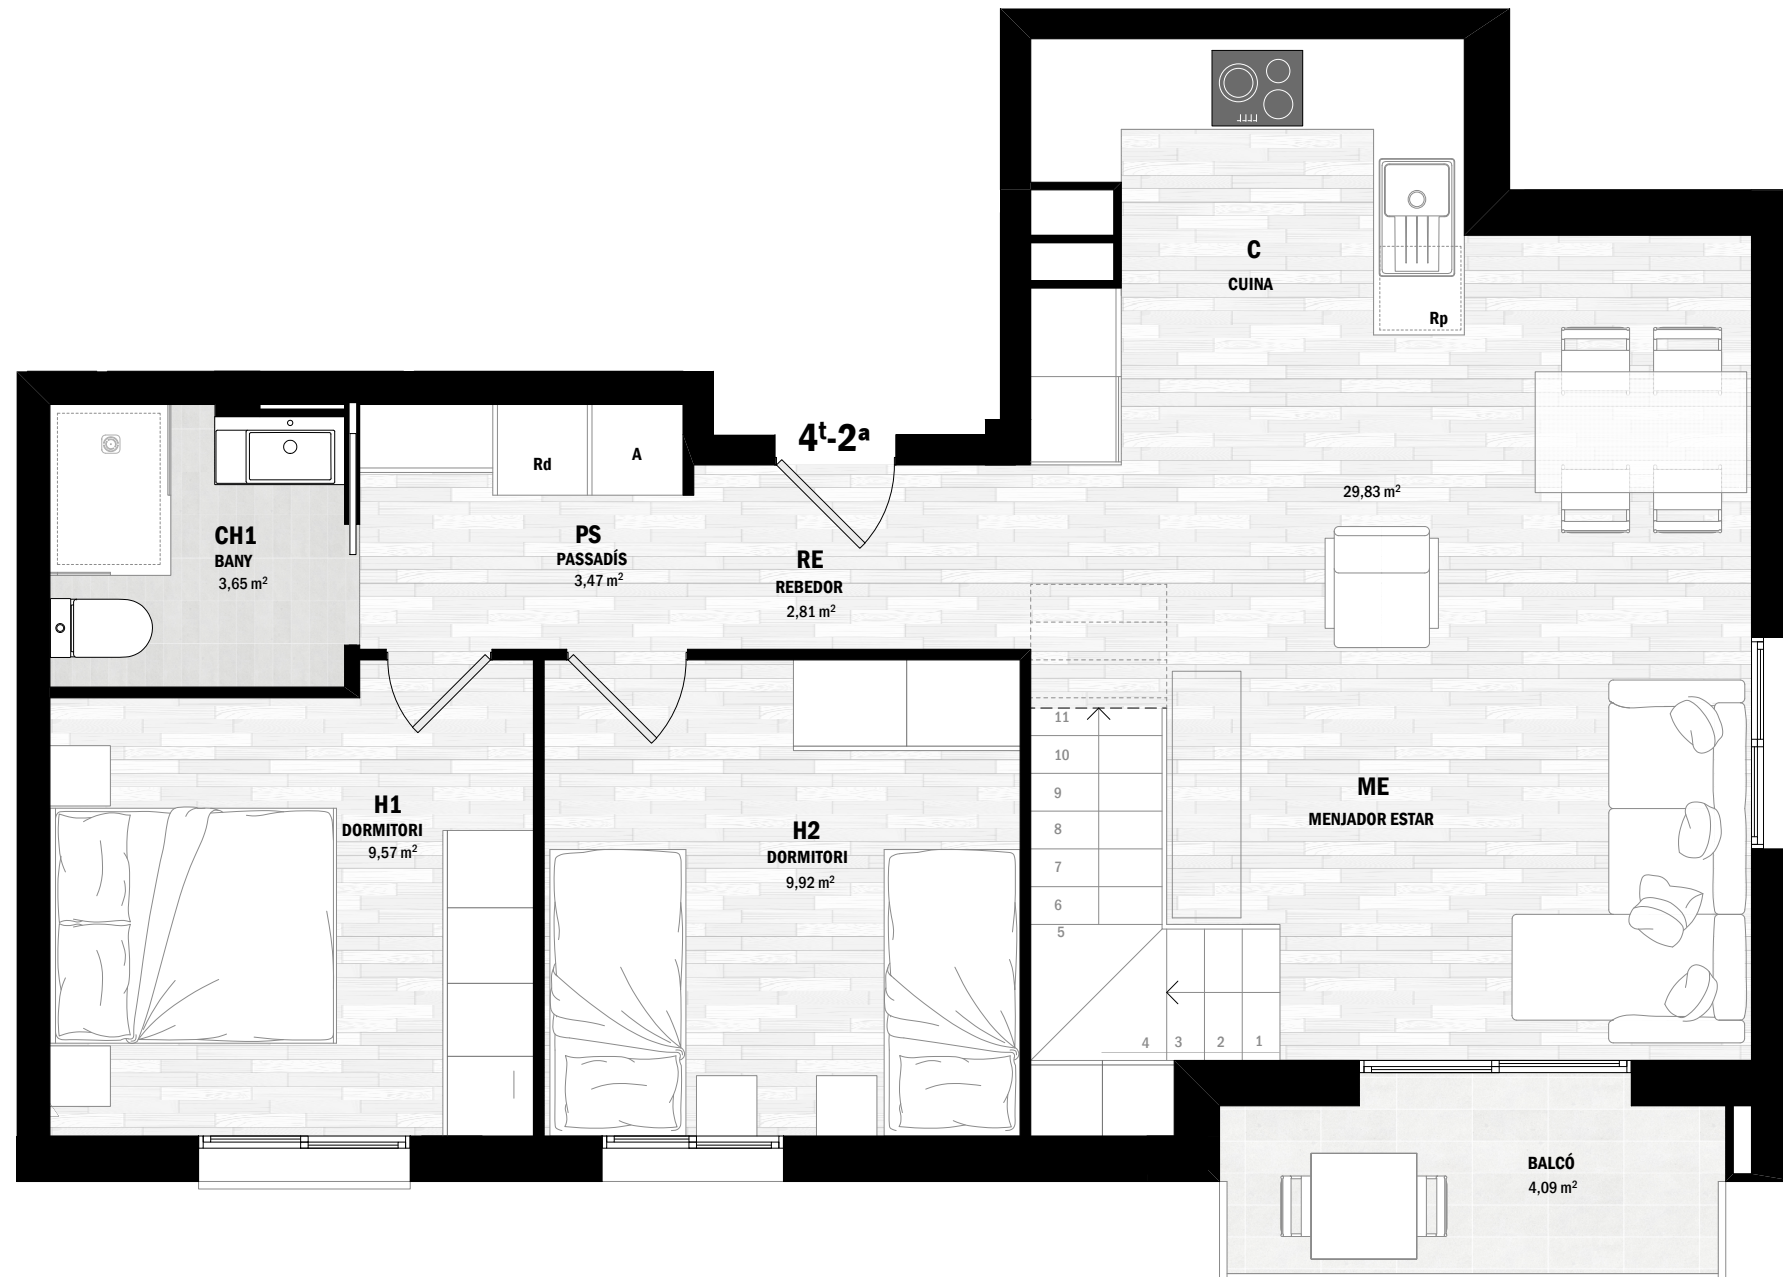 C
CUINA
Rp
4ᵗ-2ª
Rd
A
29,83 m²
CH1
BANY
3,65 m²
PS
PASSADÍS
3,47 m²
RE
REBEDOR
2,81 m²
11
10
9
8
7
6
5
4
3
2
1
ME
MENJADOR ESTAR
H1
DORMITORI
9,57 m²
H2
DORMITORI
9,92 m²
BALCÓ
4,09 m²